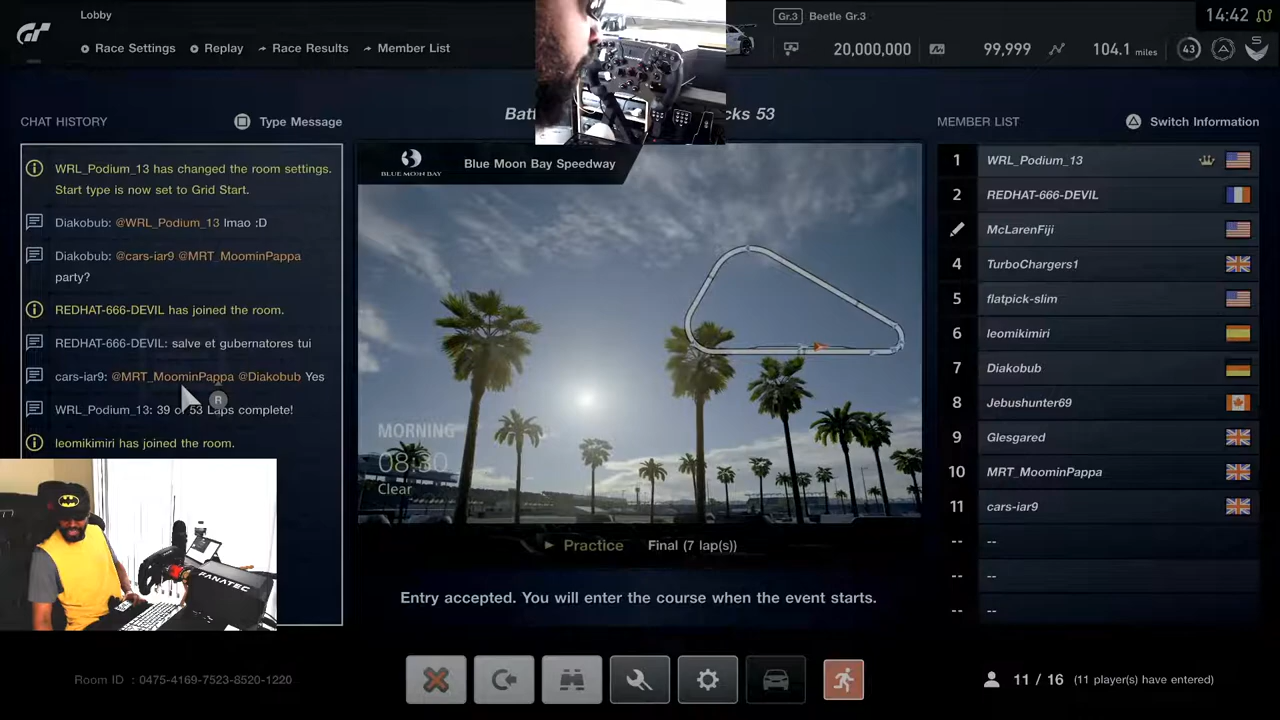 Lobby
Gr.3 Beetle Gr.3
14:42
Race Settings Replay Race Results Member List
20,000,000 99,999 104.1 miles 43
CHAT HISTORY
Type Message
WRL_Podium_13 has changed the room settings.
Start type is now set to Grid Start.
Diakobub: @WRL_Podium_13 lmao :D
Diakobub: @cars-iar9 @MRT_MoominPappa
party?
REDHAT-666-DEVIL has joined the room.
REDHAT-666-DEVIL: salve et gubernatores tui
cars-iar9: @MRT_MoominPappa @Diakobub Yes
WRL_Podium_13: 39 of 53 Laps complete!
leomikimiri has joined the room.
R
FANATEC
53
BLUE MOON BAY
Blue Moon Bay Speedway
MORNING
08:30
Clear
Practice Final (7 lap(s))
Entry accepted. You will enter the course when the event starts.
MEMBER LIST
Switch Information
1 WRL_Podium_13
2 REDHAT-666-DEVIL
McLarenFiji
4 TurboChargers1
5 flatpick-slim
6 leomikimiri
7 Diakobub
8 Jebushunter69
9 Glesgared
10 MRT_MoominPappa
11 cars-iar9
-- --
-- --
-- --
Room ID : 0475-4169-7523-8520-1220
11 / 16 (11 player(s) have entered)